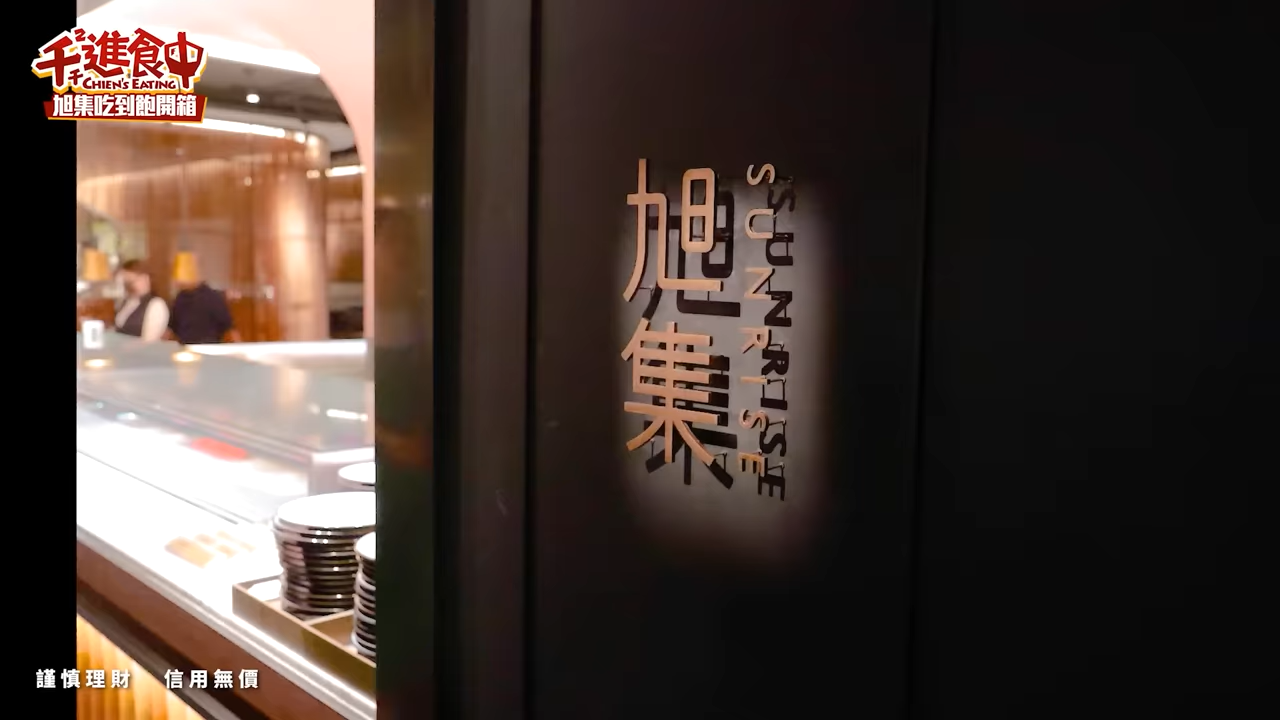 千千進食中
CHIEN'S EATING
旭集吃到飽開箱
旭集
SUNRISE
謹慎理財 信用無價